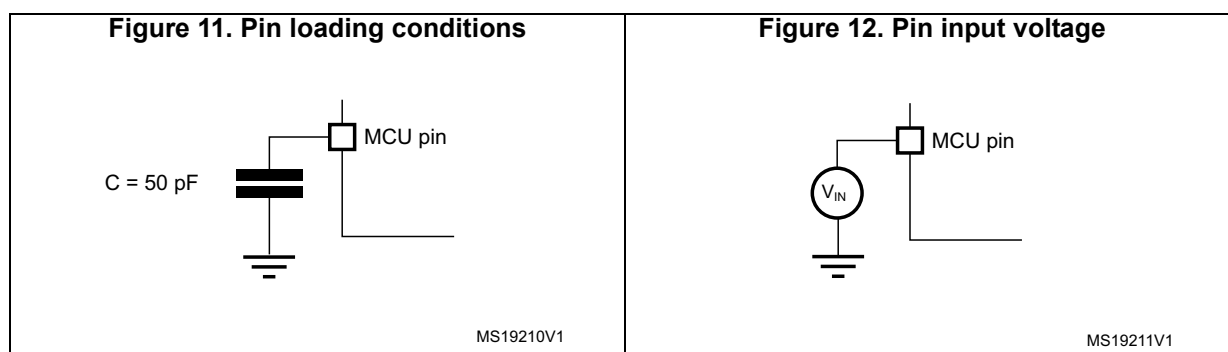 Figure 11. Pin loading conditions
MCU pin
C = 50 pF
MS19210V1
Figure 12. Pin input voltage
MCU pin
VIN
MS19211V1